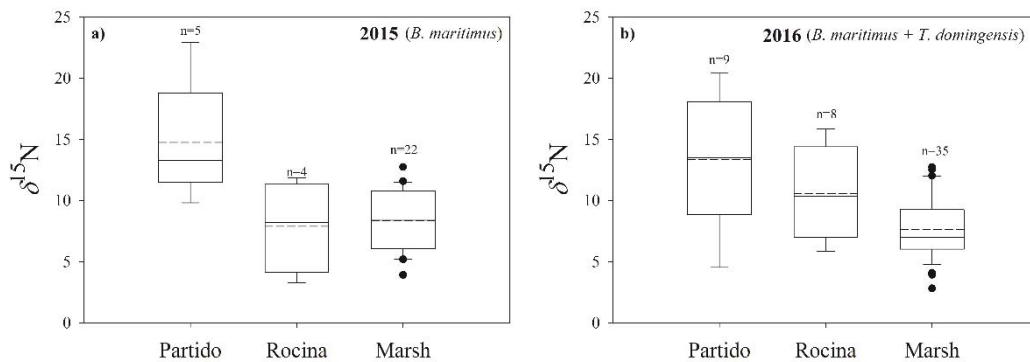 a) 2015 (B. maritimus)
25
20
15
10
5
0
δ15N
n=5
n=4
n=22
Partido Rocina Marsh
b) 2016 (B. maritimus + T. domingensis)
25
20
15
10
5
0
δ15N
n=9
n=8
n=35
Partido Rocina Marsh